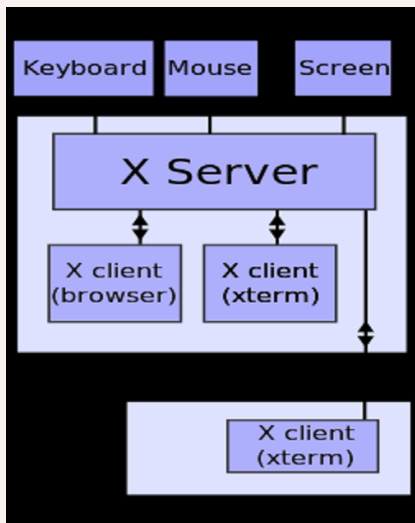 Keyboard Mouse Screen
X Server
X client
(browser)
X client
(xterm)
X client
(xterm)